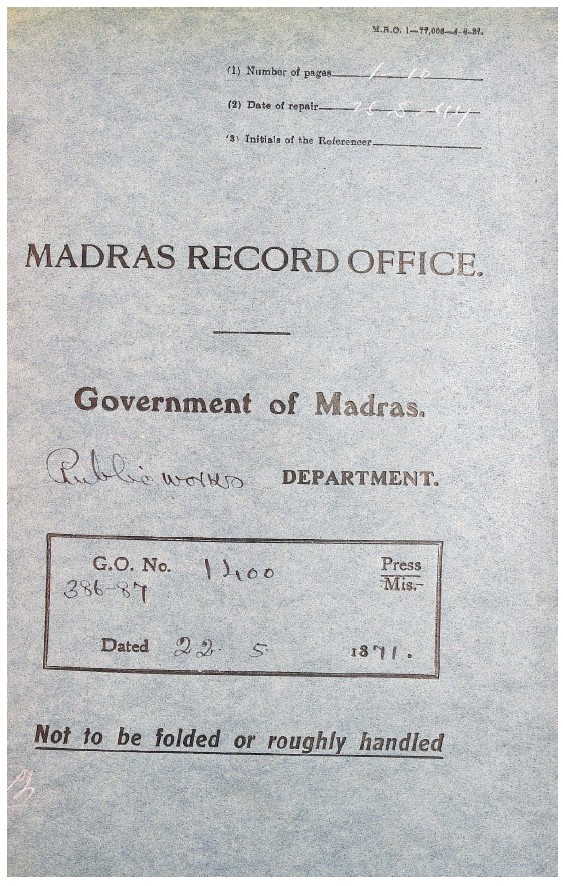 M.R.O. 1—77,000—4-8-37.
(1) Number of pages 1-10
(2) Date of repair 25 5 44
(3) Initials of the Referencer
MADRAS RECORD OFFICE.
Government of Madras.
Public works DEPARTMENT.
G.O. No. 1400 Press
386-87 Mis.-
Dated 22. 5 1871.
Not to be folded or roughly handled